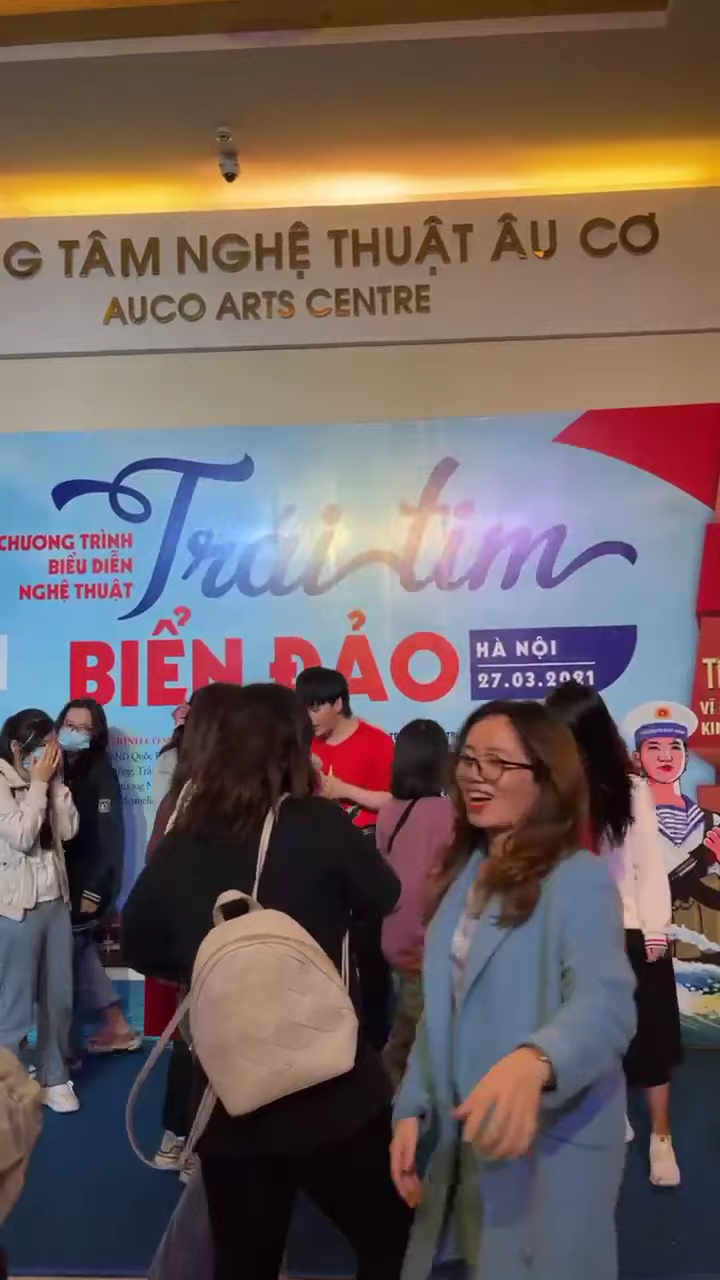 G TÂM NGHỆ THUẬT ÂU CƠ
AUCO ARTS CENTRE
CHƯƠNG TRÌNH
BIỂU DIỄN
NGHỆ THUẬT
Trái tim
BIỂN ĐẢO
HÀ NỘI
27.03.2021